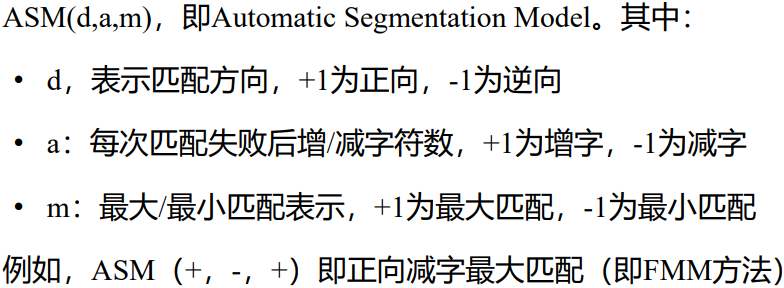 ASM(d,a,m)，即Automatic Segmentation Model。其中：
• d，表示匹配方向，+1为正向，-1为逆向
• a：每次匹配失败后增/减字符数，+1为增字，-1为减字
• m：最大/最小匹配表示，+1为最大匹配，-1为最小匹配
例如，ASM（+，-，+）即正向减字最大匹配（即FMM方法）